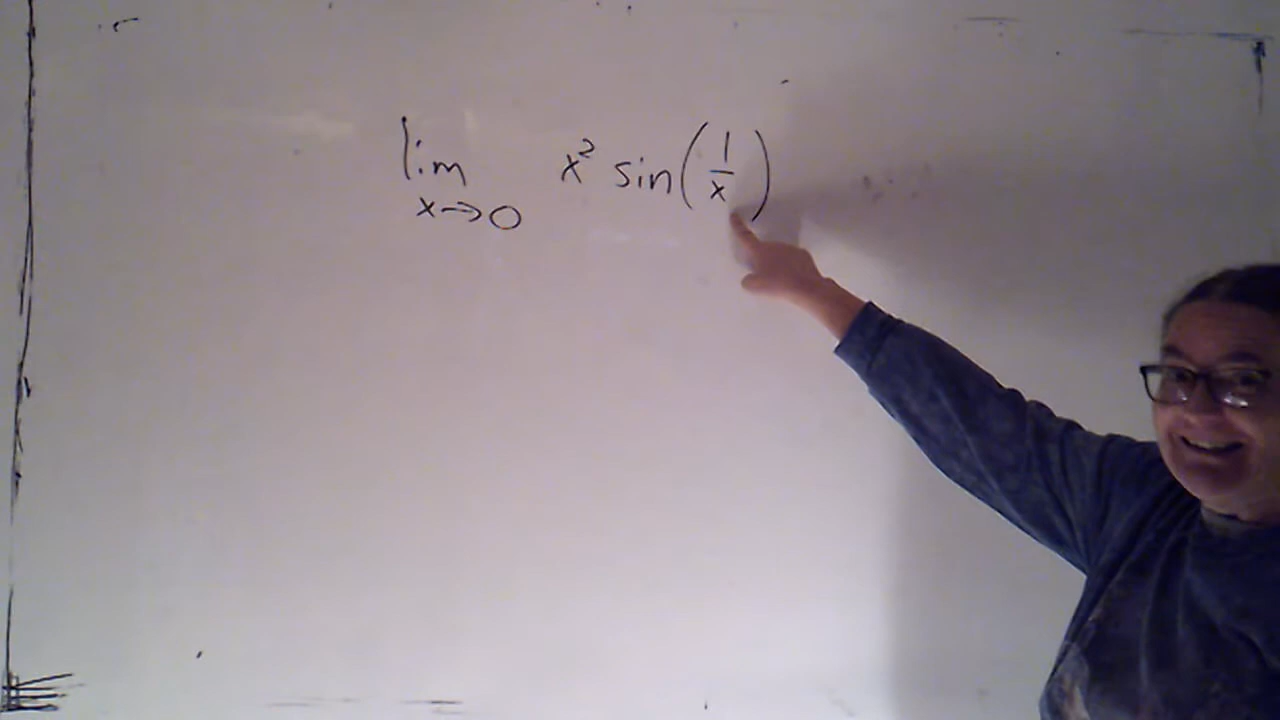 lim x² sin(1/x)
x→0